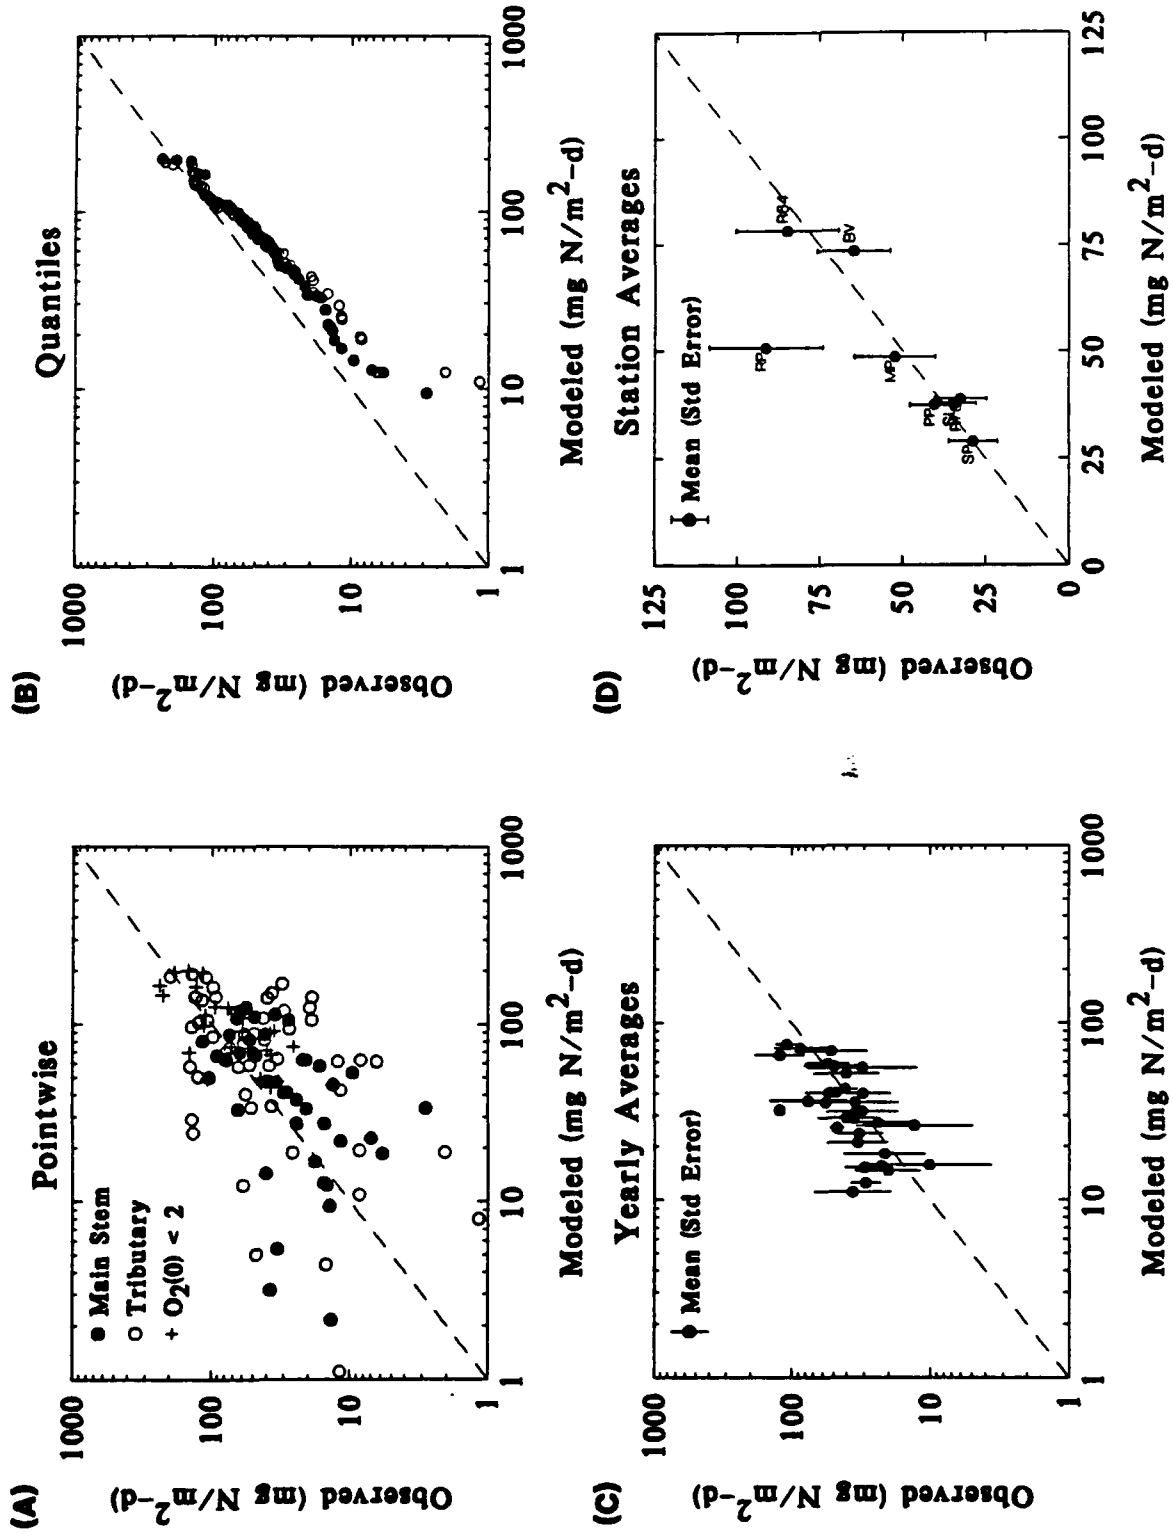 (A)
Pointwise
Main Stem
Tributary
O₂(0) < 2
Observed (mg N/m²-d)
1000
100
10
1
1
10
100
1000
Modeled (mg N/m²-d)
(B)
Quantiles
Observed (mg N/m²-d)
1000
100
10
1
1
10
100
1000
Modeled (mg N/m²-d)
(C)
Yearly Averages
Mean (Std Error)
Observed (mg N/m²-d)
1000
100
10
1
1
10
100
1000
Modeled (mg N/m²-d)
(D)
Station Averages
Mean (Std Error)
Observed (mg N/m²-d)
125
100
75
50
25
0
RP
R64
BV
MP
PP
SP
0
25
50
75
100
125
Modeled (mg N/m²-d)